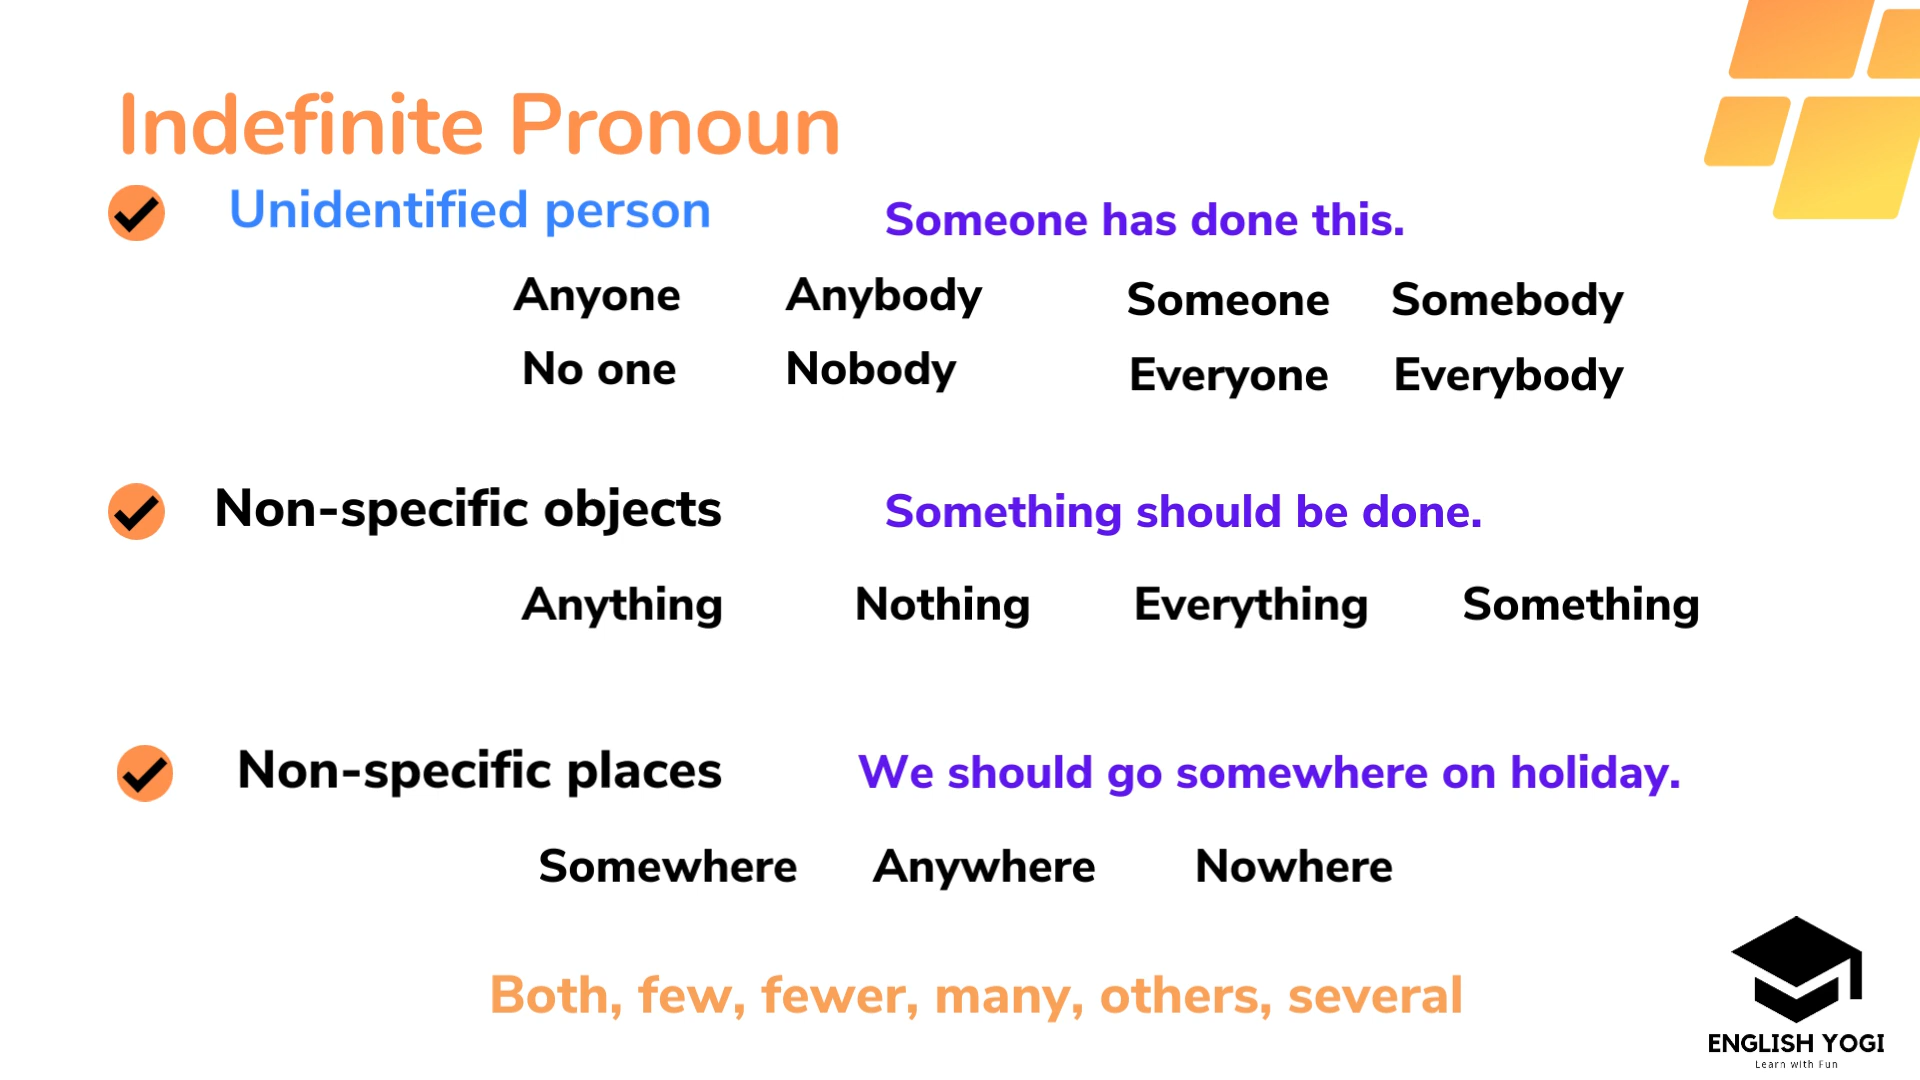 Indefinite Pronoun
Unidentified person
Someone has done this.
Anyone Anybody Someone Somebody
No one Nobody Everyone Everybody
Non-specific objects
Something should be done.
Anything Nothing Everything Something
Non-specific places
We should go somewhere on holiday.
Somewhere Anywhere Nowhere
Both, few, fewer, many, others, several
ENGLISH YOGI
Learn with Fun